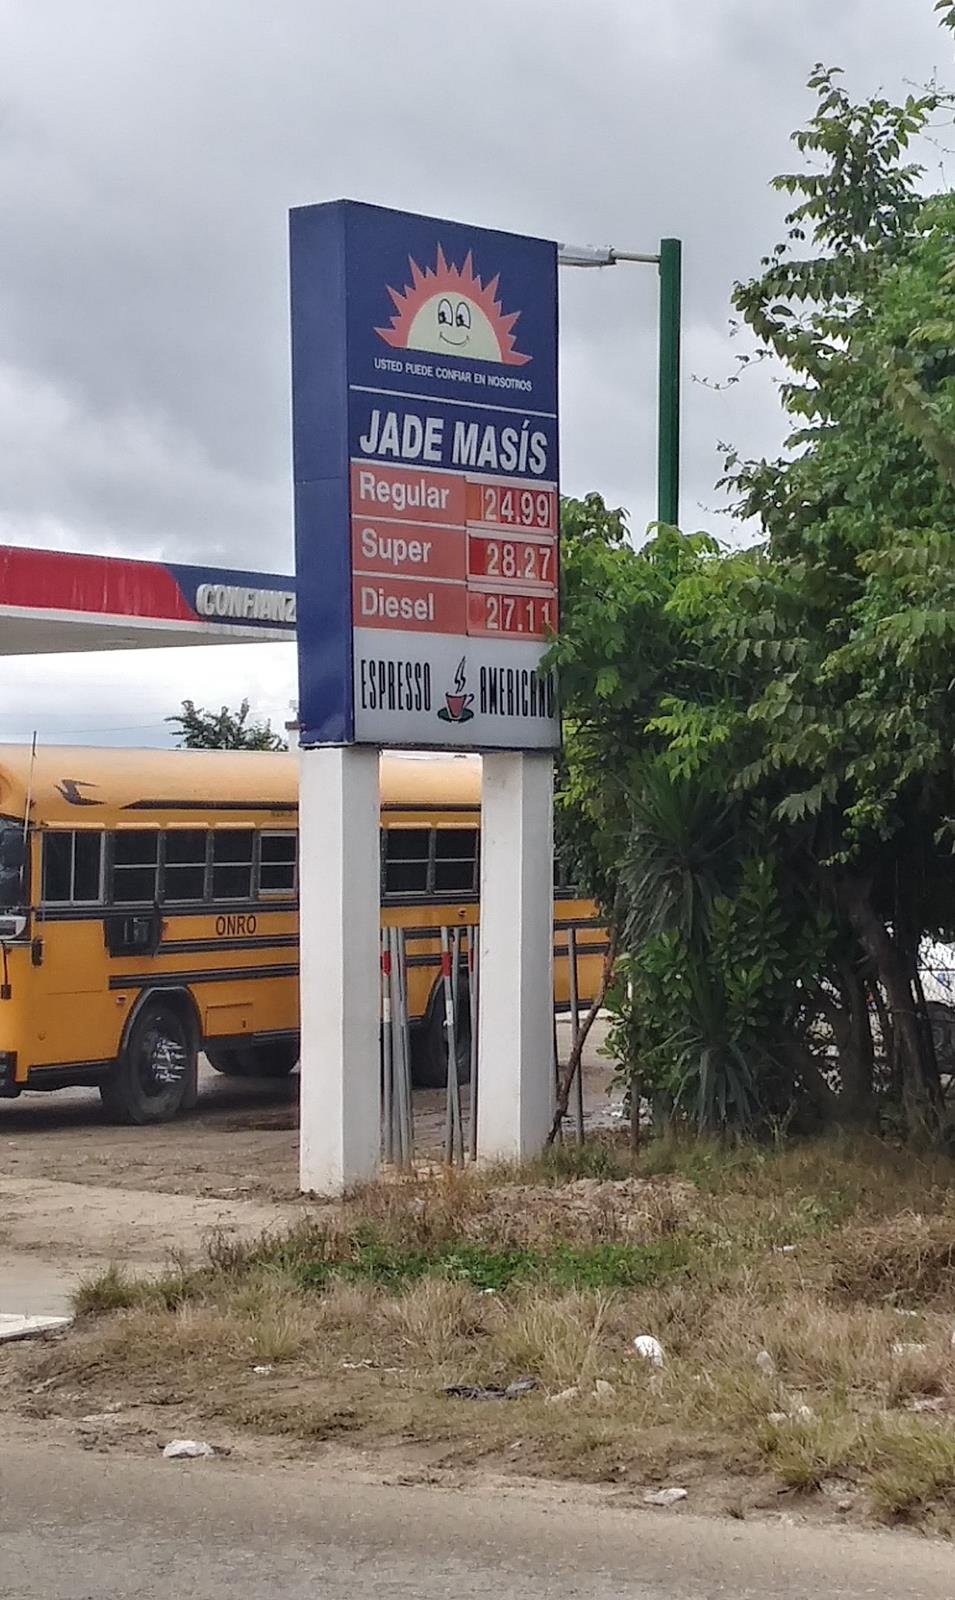 USTED PUEDE CONFIAR EN NOSOTROS
JADE MASÍS
Regular 24.99
Super 28.27
Diesel 27.11
ESPRESSO AMERICANO
CONFIANZ
ONRO